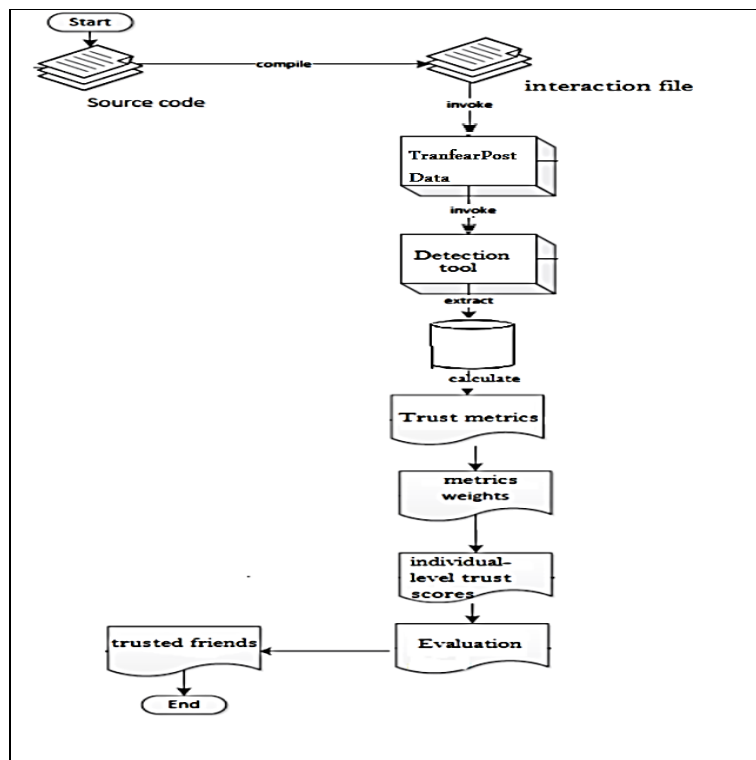 Start
Source code
compile
interaction file
invoke
TranfearPost
Data
invoke
Detection
tool
extract
calculate
Trust metrics
metrics
weights
individual-
level trust
scores
Evaluation
trusted friends
End